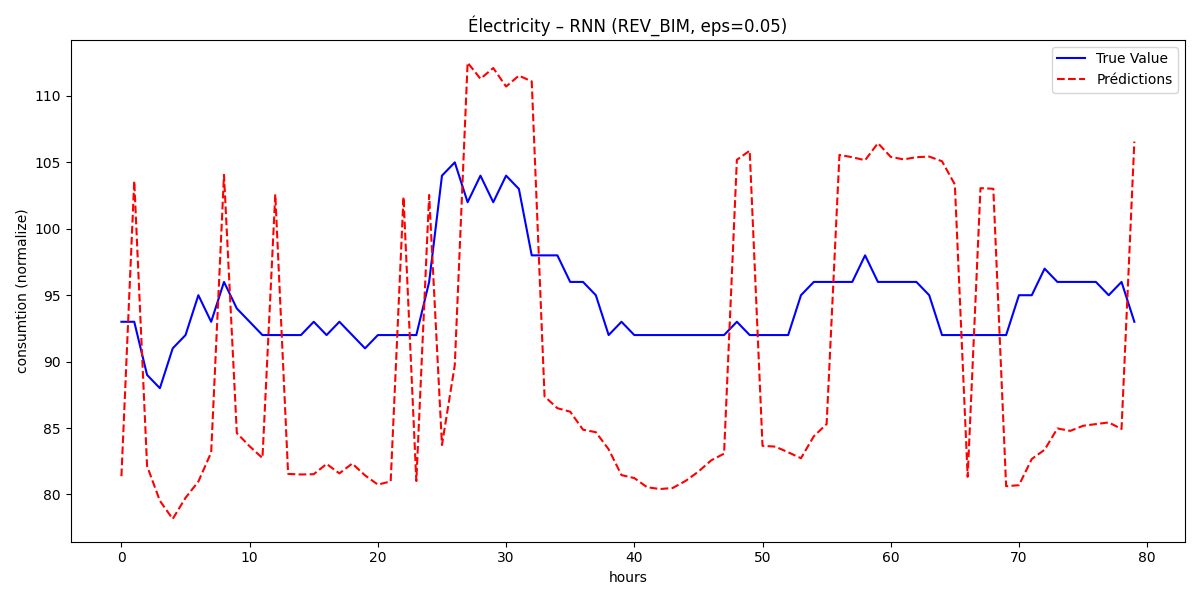 Électricity – RNN (REV_BIM, eps=0.05)
True Value
Prédictions
consumtion (normalize)
110
105
100
95
90
85
80
0 10 20 30 40 50 60 70 80
hours